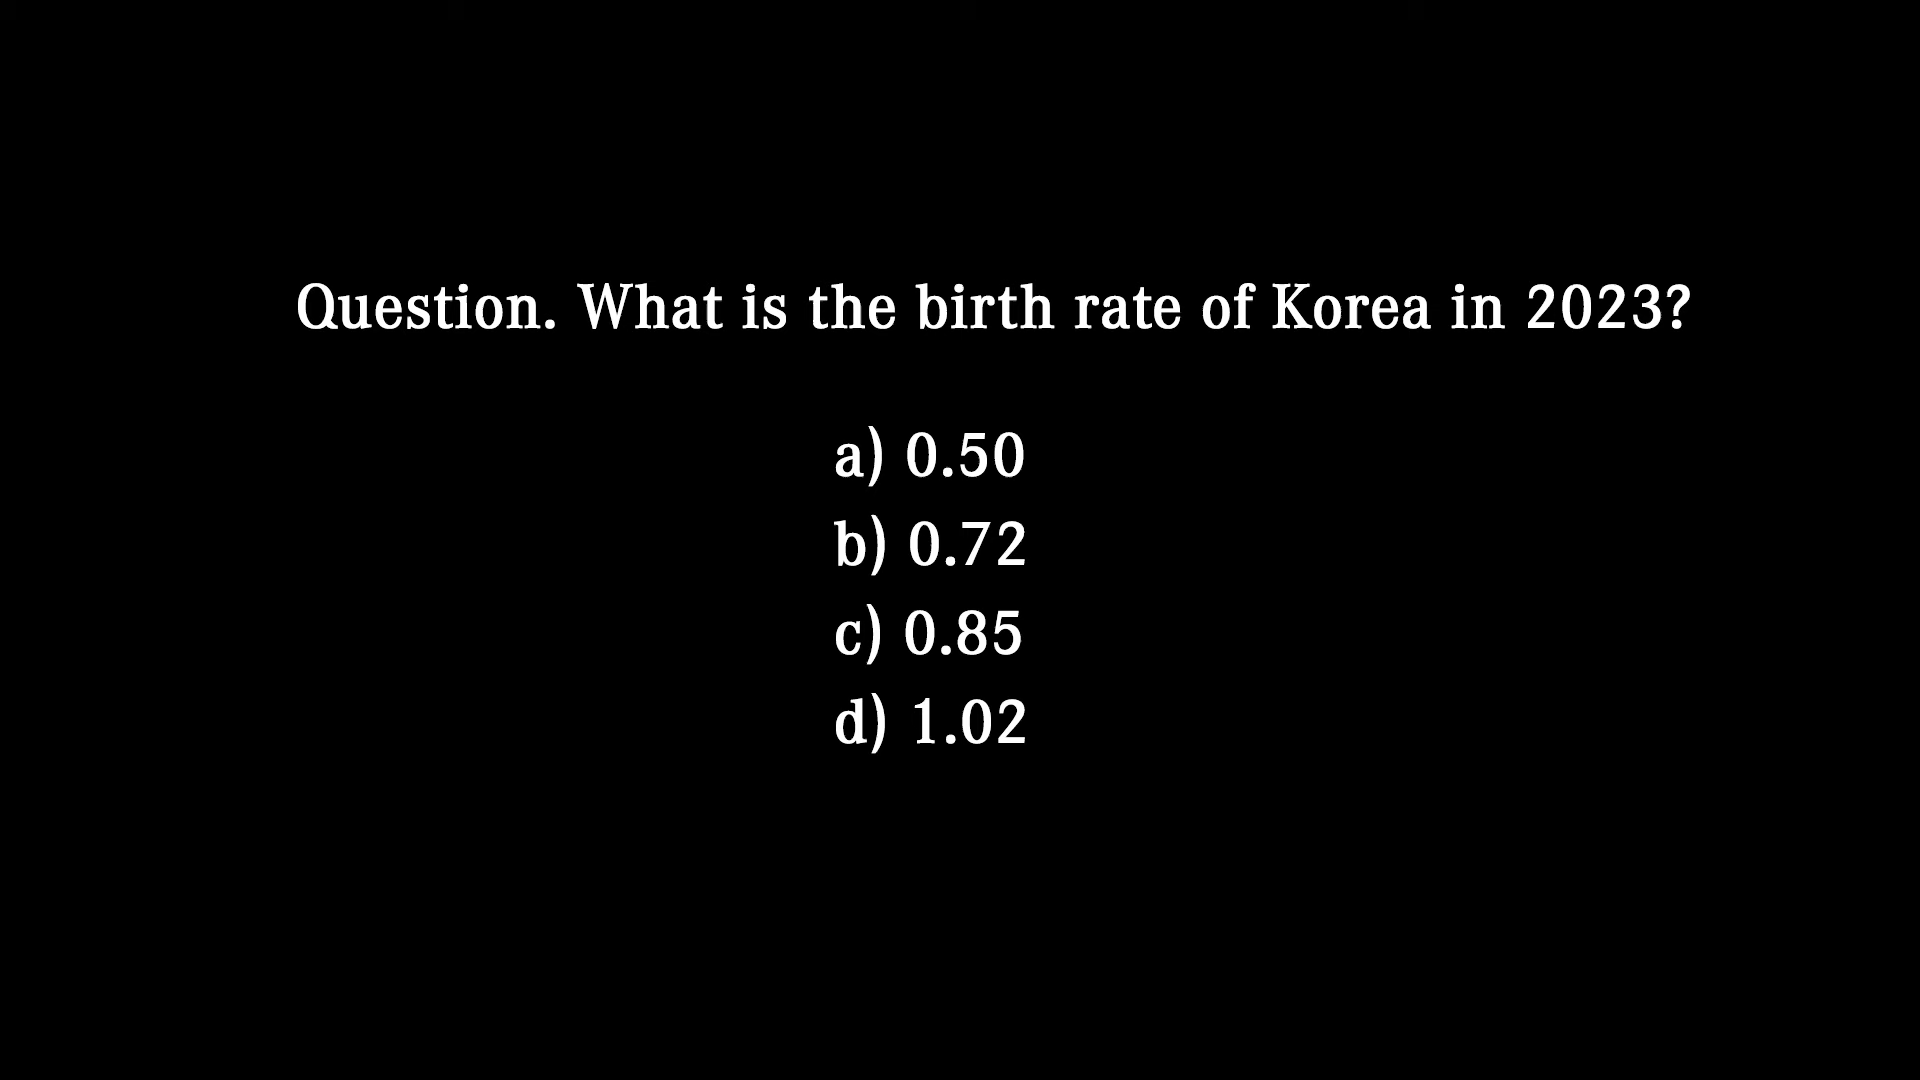 Question. What is the birth rate of Korea in 2023?
a) 0.50
b) 0.72
c) 0.85
d) 1.02